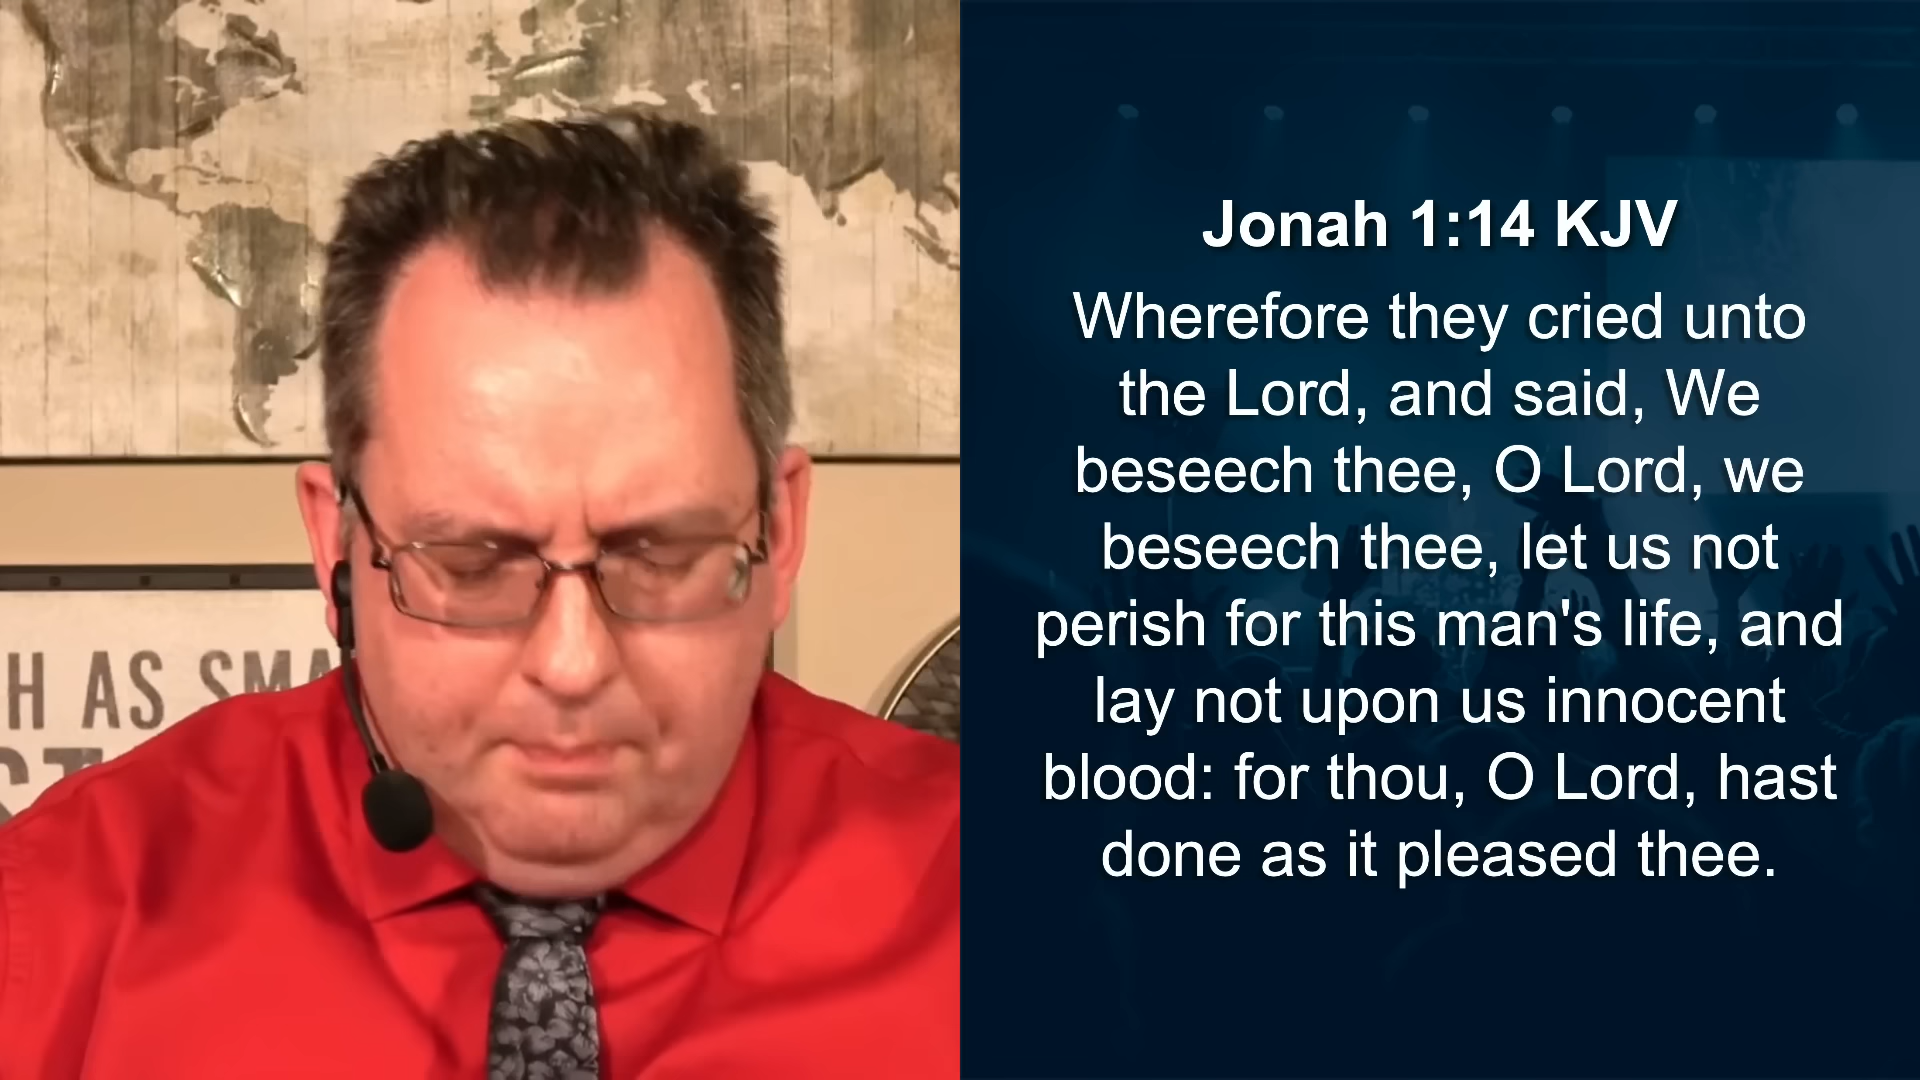 H AS SMA
Jonah 1:14 KJV
Wherefore they cried unto
the Lord, and said, We
beseech thee, O Lord, we
beseech thee, let us not
perish for this man's life, and
lay not upon us innocent
blood: for thou, O Lord, hast
done as it pleased thee.